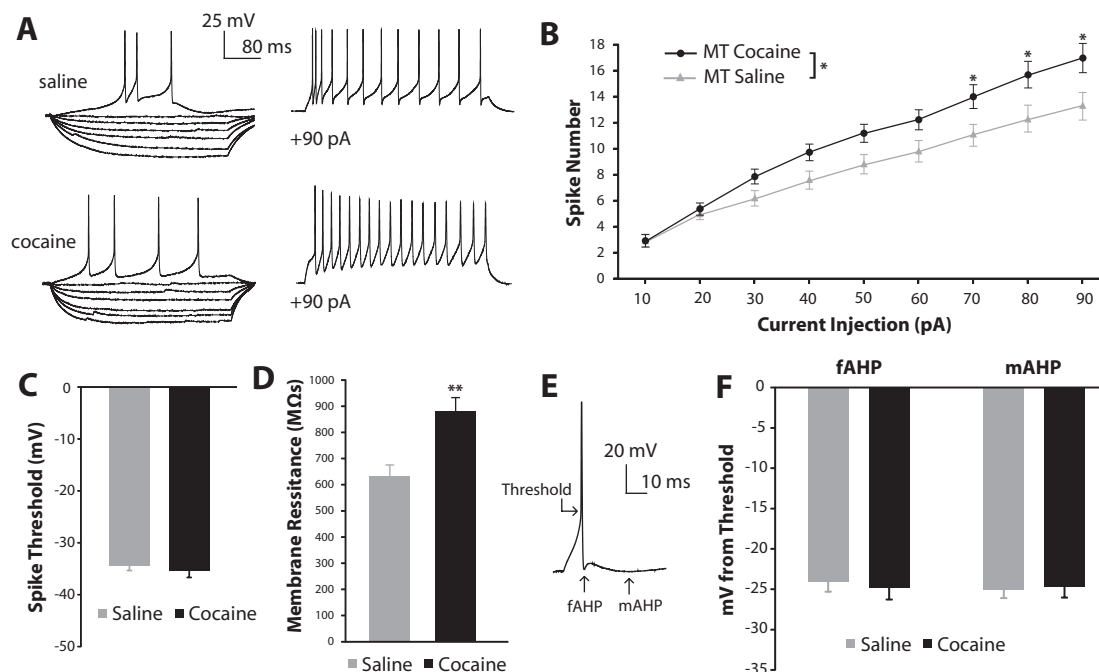 A
25 mV
80 ms
saline
+90 pA
cocaine
+90 pA
B
MT Cocaine
MT Saline
*
* * *
Spike Number
18
16
14
12
10
8
6
4
2
0
10 20 30 40 50 60 70 80 90
Current Injection (pA)
C
Spike Threshold (mV)
0
-10
-20
-30
-40
-50
Saline Cocaine
D
Membrane Ressitance (MΩs)
1000
900
800
700
600
500
400
300
200
100
0
**
Saline Cocaine
E
20 mV
10 ms
Threshold
fAHP
mAHP
F
fAHP mAHP
mV from Threshold
0
-5
-10
-15
-20
-25
-30
-35
Saline Cocaine